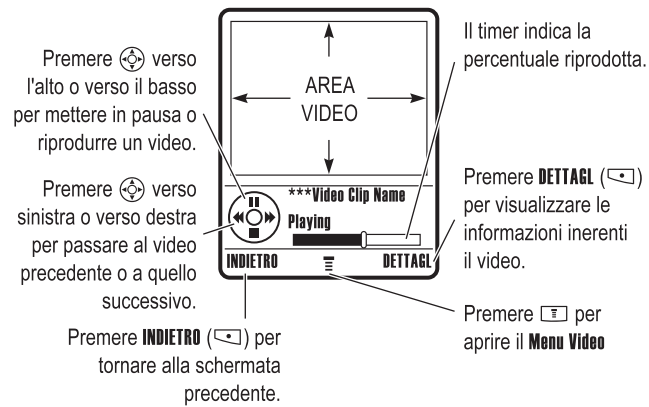 Premere verso
l'alto o verso il basso
per mettere in pausa o
riprodurre un video.
Premere verso
sinistra o verso destra
per passare al video
precedente o a quello
successivo.
Premere INDIETRO ( ) per
tornare alla schermata
precedente.
AREA
VIDEO
***Video Clip Name
Playing
INDIETRO
DETTAGL
Il timer indica la
percentuale riprodotta.
Premere DETTAGL ( )
per visualizzare le
informazioni inerenti
il video.
Premere per
aprire il Menu Video